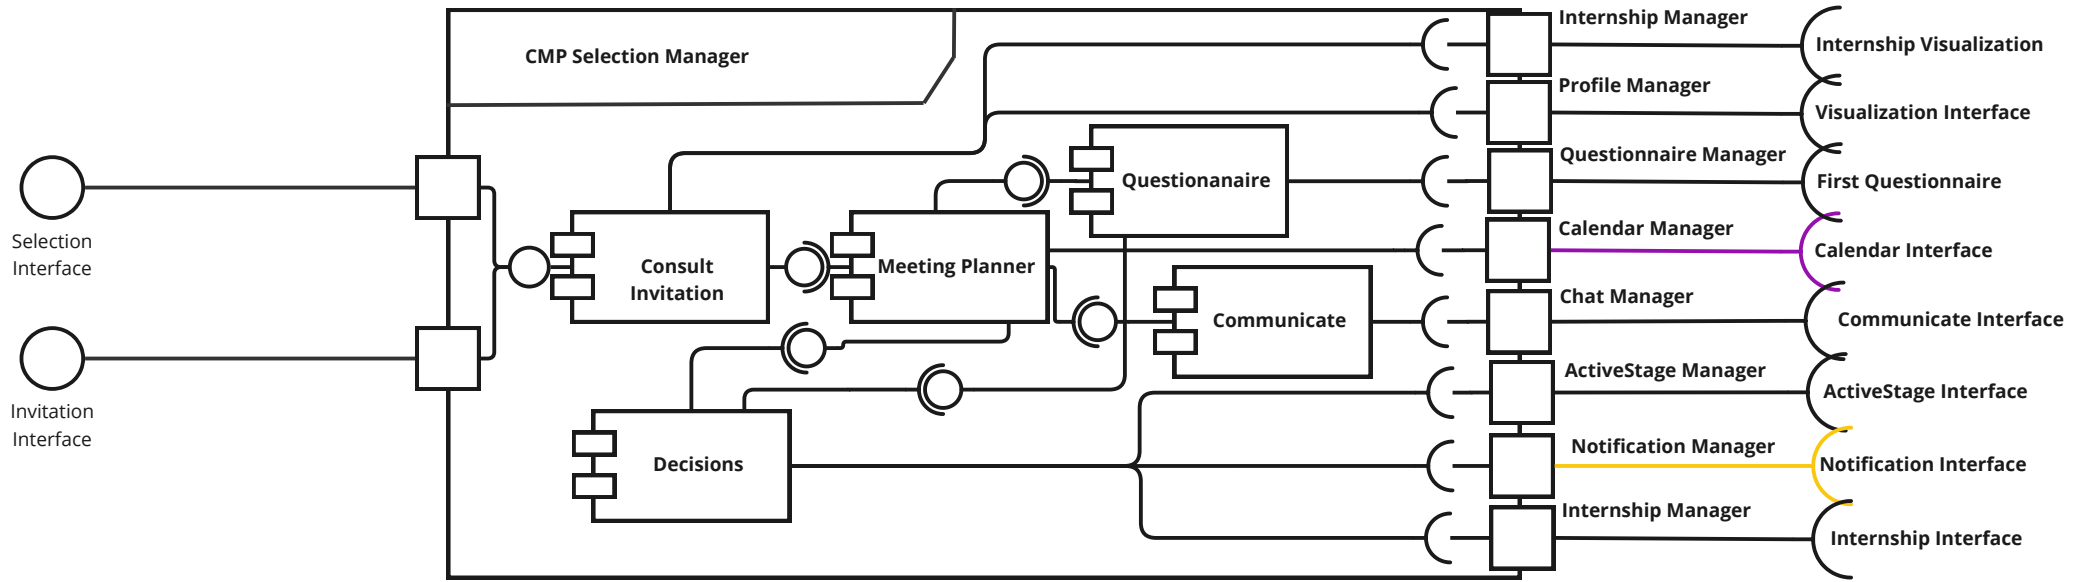 CMP Selection Manager
Internship Manager
Internship Visualization
Profile Manager
Visualization Interface
Questionnaire Manager
Questionanaire
First Questionnaire
Selection
Interface
Calendar Manager
Calendar Interface
Consult
Invitation
Meeting Planner
Chat Manager
Communicate
Communicate Interface
Invitation
Interface
ActiveStage Manager
ActiveStage Interface
Notification Manager
Decisions
Notification Interface
Internship Manager
Internship Interface